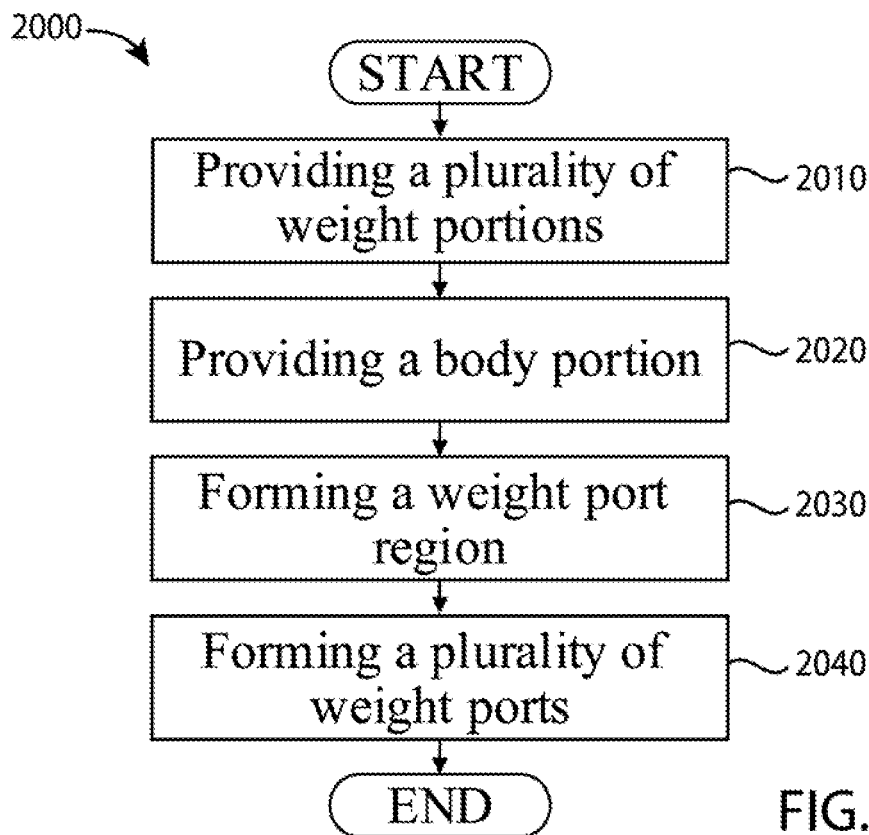 2000
START
Providing a plurality of
weight portions
2010
Providing a body portion
2020
Forming a weight port
region
2030
Forming a plurality of
weight ports
2040
END
FIG.